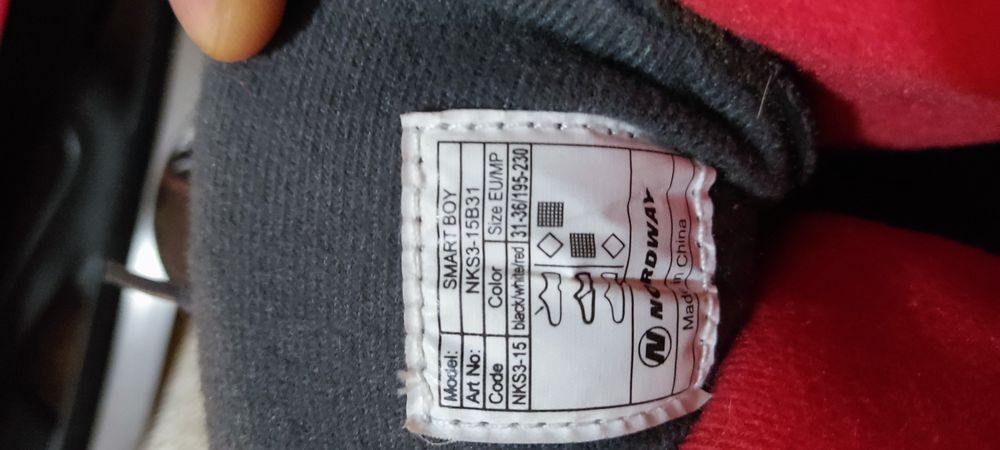 Model: SMART BOY
Art No: NKS3-15B31
Code Color Size EU/MP
NKS3-15 black/white/red 31-36/195-230
N NORDWAY
Made in China